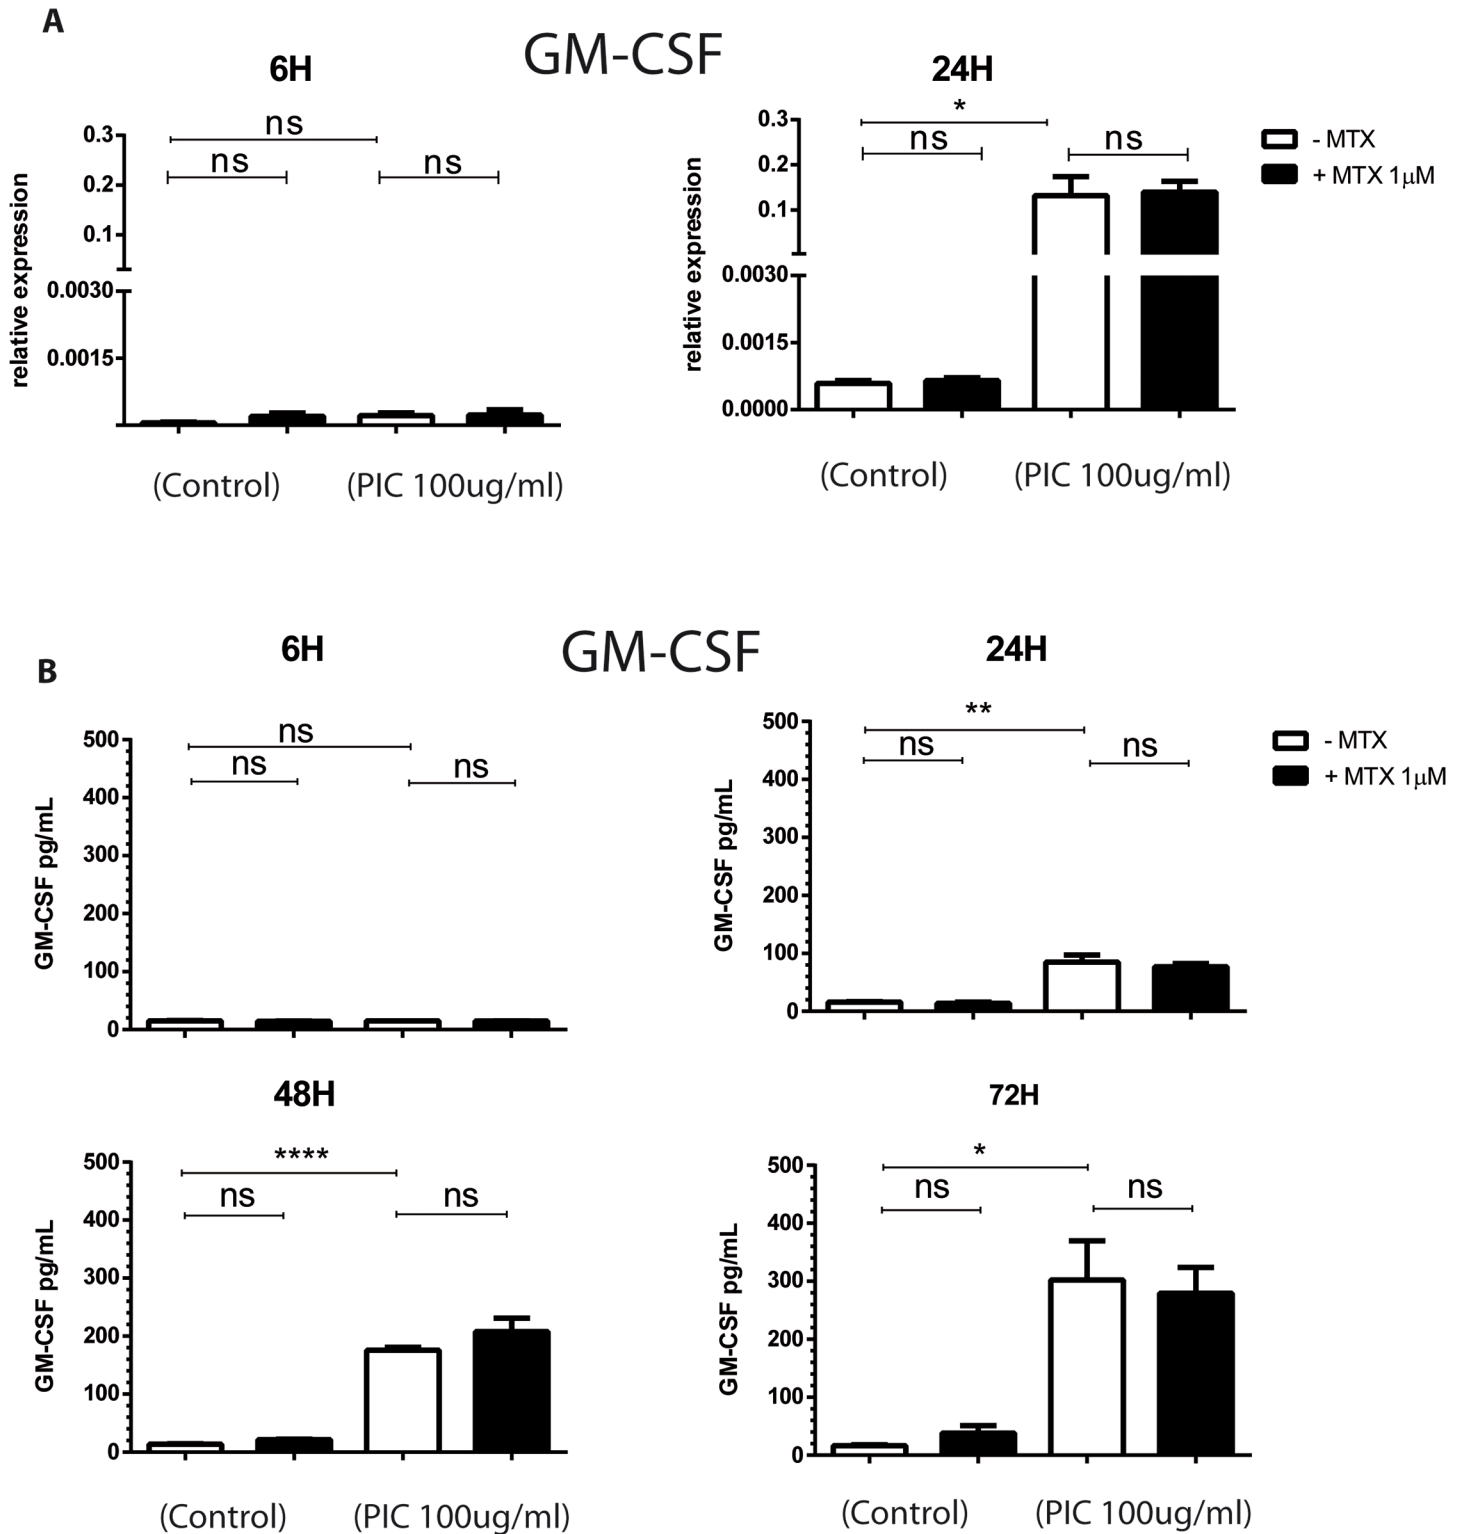 A
GM-CSF
6H
24H
relative expression
0.3
0.2
0.1
0.0030
0.0015
ns
ns
ns
(Control)
(PIC 100ug/ml)
relative expression
0.3
0.2
0.1
0.0030
0.0015
0.0000
*
ns
ns
(Control)
(PIC 100ug/ml)
- MTX
+ MTX 1μM
B
GM-CSF
6H
24H
GM-CSF pg/mL
500
400
300
200
100
0
ns
ns
ns
GM-CSF pg/mL
500
400
300
200
100
0
**
ns
ns
- MTX
+ MTX 1μM
48H
72H
GM-CSF pg/mL
500
400
300
200
100
0
****
ns
ns
(Control)
(PIC 100ug/ml)
GM-CSF pg/mL
500
400
300
200
100
0
*
ns
ns
(Control)
(PIC 100ug/ml)